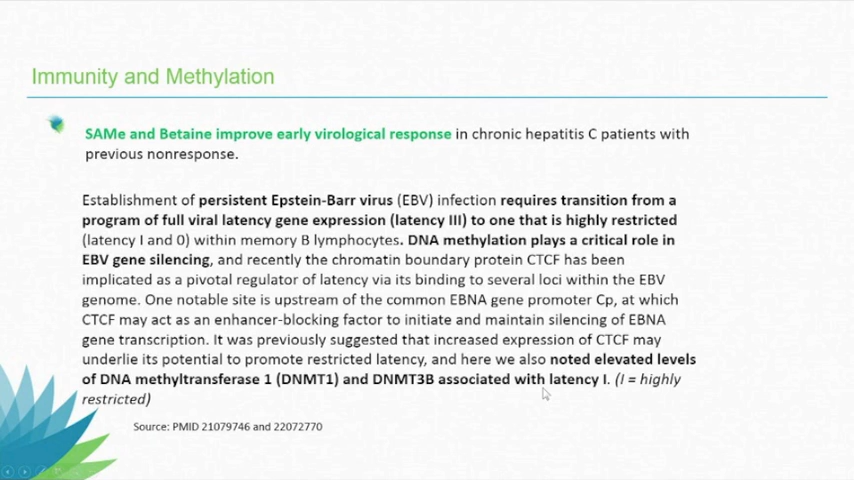 Immunity and Methylation
SAMe and Betaine improve early virological response in chronic hepatitis C patients with
previous nonresponse.
Establishment of persistent Epstein-Barr virus (EBV) infection requires transition from a
program of full viral latency gene expression (latency III) to one that is highly restricted
(latency I and 0) within memory B lymphocytes. DNA methylation plays a critical role in
EBV gene silencing, and recently the chromatin boundary protein CTCF has been
implicated as a pivotal regulator of latency via its binding to several loci within the EBV
genome. One notable site is upstream of the common EBNA gene promoter Cp, at which
CTCF may act as an enhancer-blocking factor to initiate and maintain silencing of EBNA
gene transcription. It was previously suggested that increased expression of CTCF may
underlie its potential to promote restricted latency, and here we also noted elevated levels
of DNA methyltransferase 1 (DNMT1) and DNMT3B associated with latency I. (I = highly
restricted)
Source: PMID 21079746 and 22072770